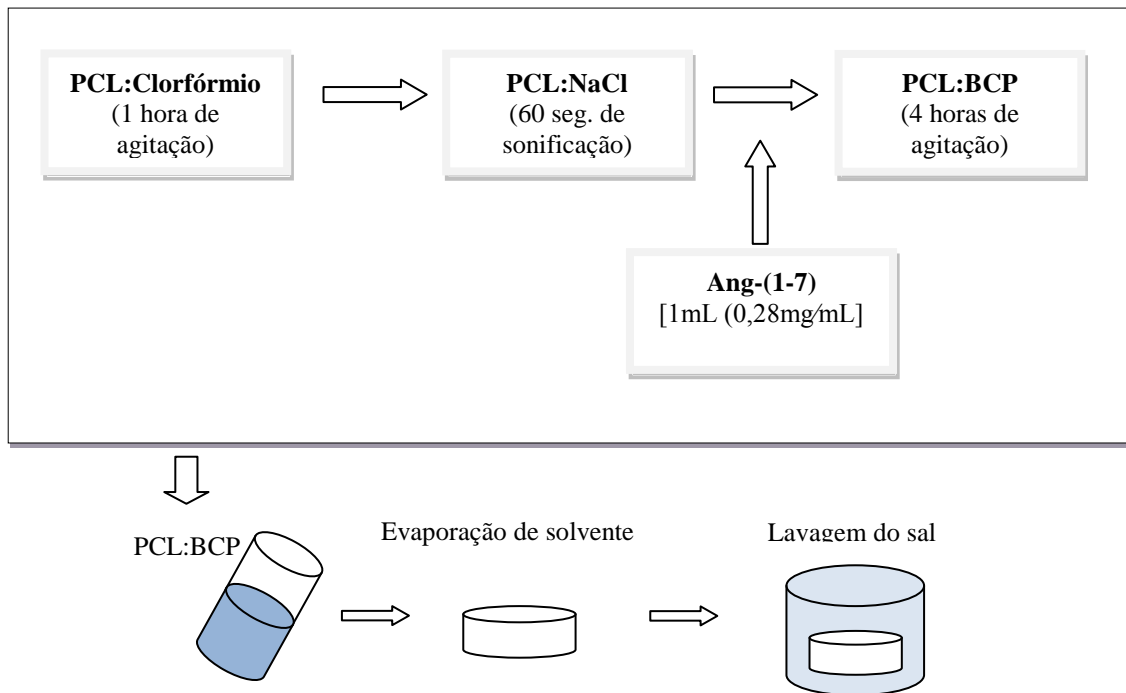 PCL:Clorfórmio
(1 hora de
agitação)
PCL:NaCl
(60 seg. de
sonificação)
PCL:BCP
(4 horas de
agitação)
Ang-(1-7)
[1mL (0,28mg/mL]
PCL:BCP
Evaporação de solvente
Lavagem do sal